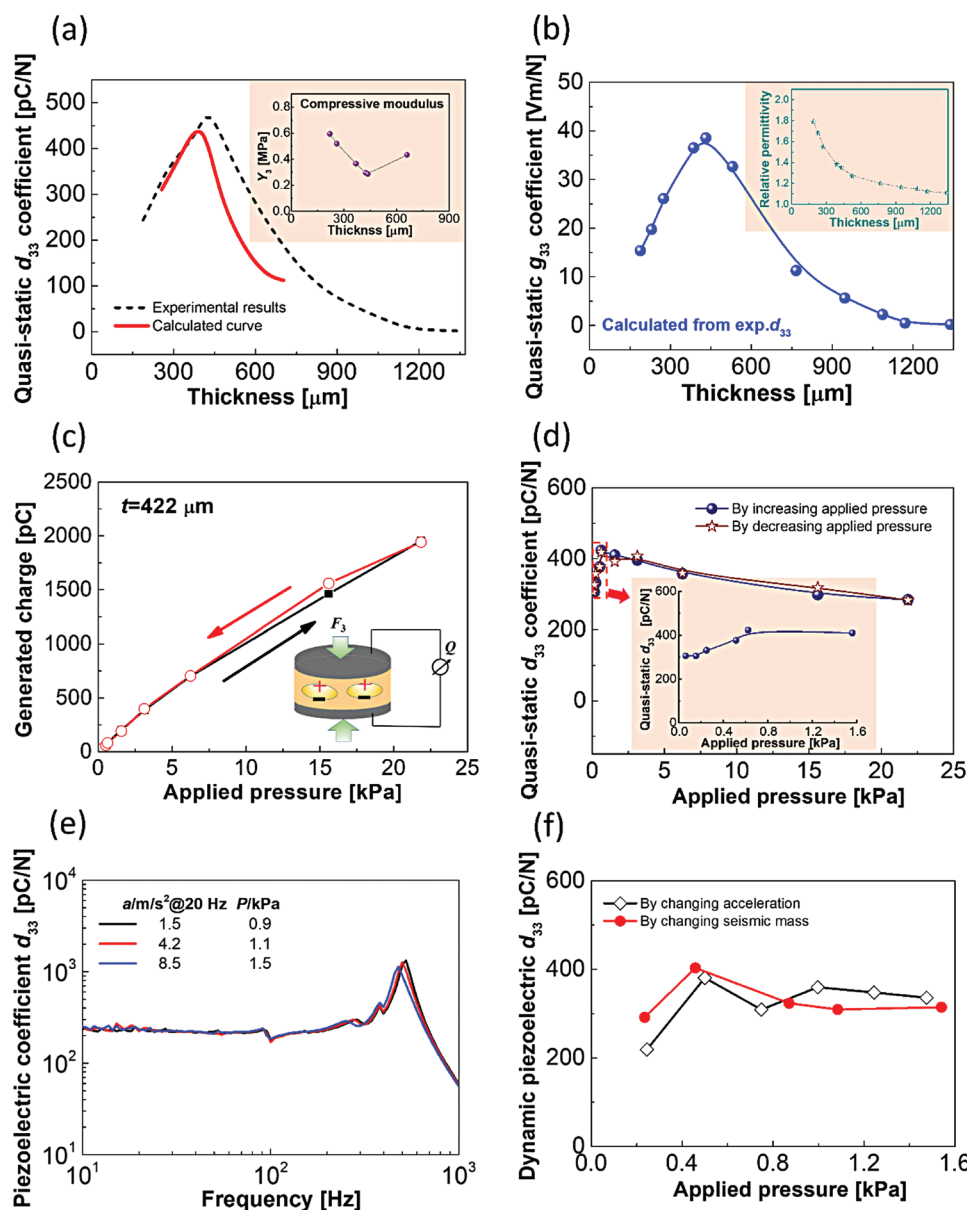 (a)
Quasi-static d33 coefficient [pC/N]
500
400
300
200
100
0
0 300 600 900 1200
Thickness [μm]
Experimental results
Calculated curve
Compressive moudulus
Y3 [MPa]
0.8
0.6
0.4
0.2
0.0
0 300 600 900
Thicknss [μm]
(b)
Quasi-static g33 coefficient [Vm/N]
50
40
30
20
10
0
0 300 600 900 1200
Thickness [μm]
Calculated from exp.d33
Relative permittivity
2.0
1.8
1.6
1.4
1.2
1.0
0 300 600 900 1200
Thickness [μm]
(c)
Generated charge [pC]
2500
2000
1500
1000
500
0
0 5 10 15 20 25
Applied pressure [kPa]
t=422 μm
F3
Q
+ +
(d)
Quasi-static d33 coefficient [pC/N]
600
400
200
0
0 5 10 15 20 25
Applied pressure [kPa]
By increasing applied pressure
By decreasing applied pressure
Quasi-static d33 [pC/N]
600
400
200
0
0.0 0.4 0.8 1.2 1.6
Applied pressure [kPa]
(e)
Piezoelectric coefficient d33 [pC/N]
10^4
10^3
10^2
10^1
10^1 10^2 10^3
Frequency [Hz]
a/m/s^2@20 Hz P/kPa
1.5 0.9
4.2 1.1
8.5 1.5
(f)
Dynamic piezoelectric d33 [pC/N]
600
400
200
0
0.0 0.4 0.8 1.2 1.6
Applied pressure [kPa]
By changing acceleration
By changing seismic mass